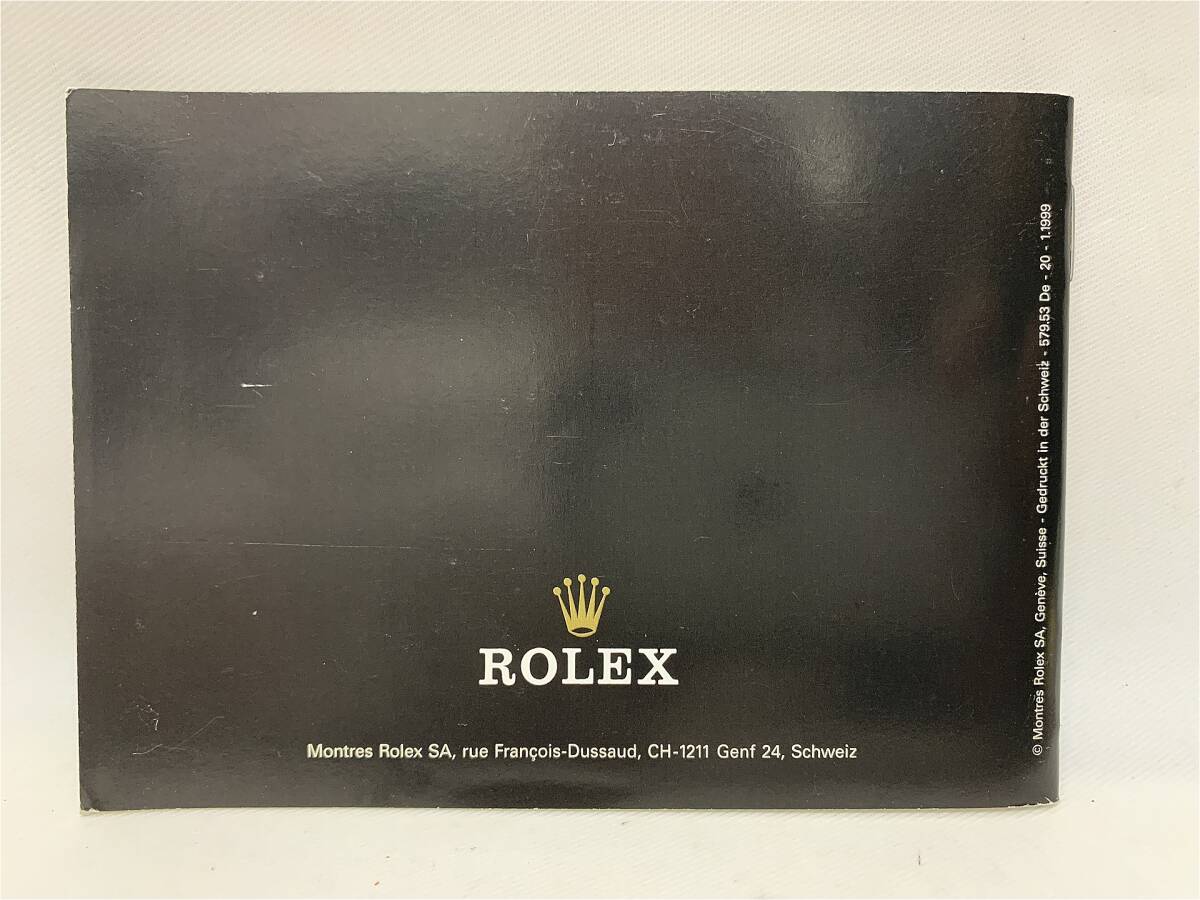 ROLEX
Montres Rolex SA, rue François-Dussaud, CH-1211 Genf 24, Schweiz
© Montres Rolex SA, Genève, Suisse - Gedruckt in der Schweiz - 579.53 De - 20 - 1.1999